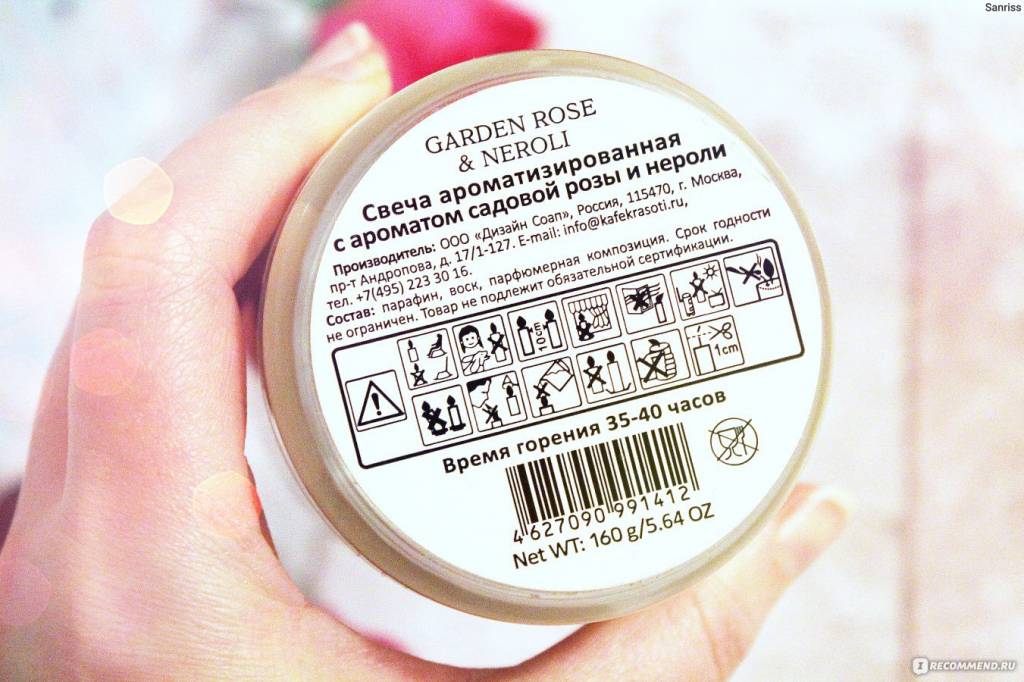 Sanriss
GARDEN ROSE
& NEROLI
Свеча ароматизированная
с ароматом садовой розы и нероли
Производитель: ООО «Дизайн Соап», Россия, 115470, г. Москва,
пр-т Андропова, д. 17/1-127. E-mail: info@kafekrasoti.ru,
тел. +7(495) 223 30 16.
Состав: парафин, воск, парфюмерная композиция. Срок годности
не ограничен. Товар не подлежит обязательной сертификации.
10cm
1cm
Время горения 35-40 часов
4 627090 991412
Net WT: 160 g/5.64 OZ
I RECOMMEND.RU